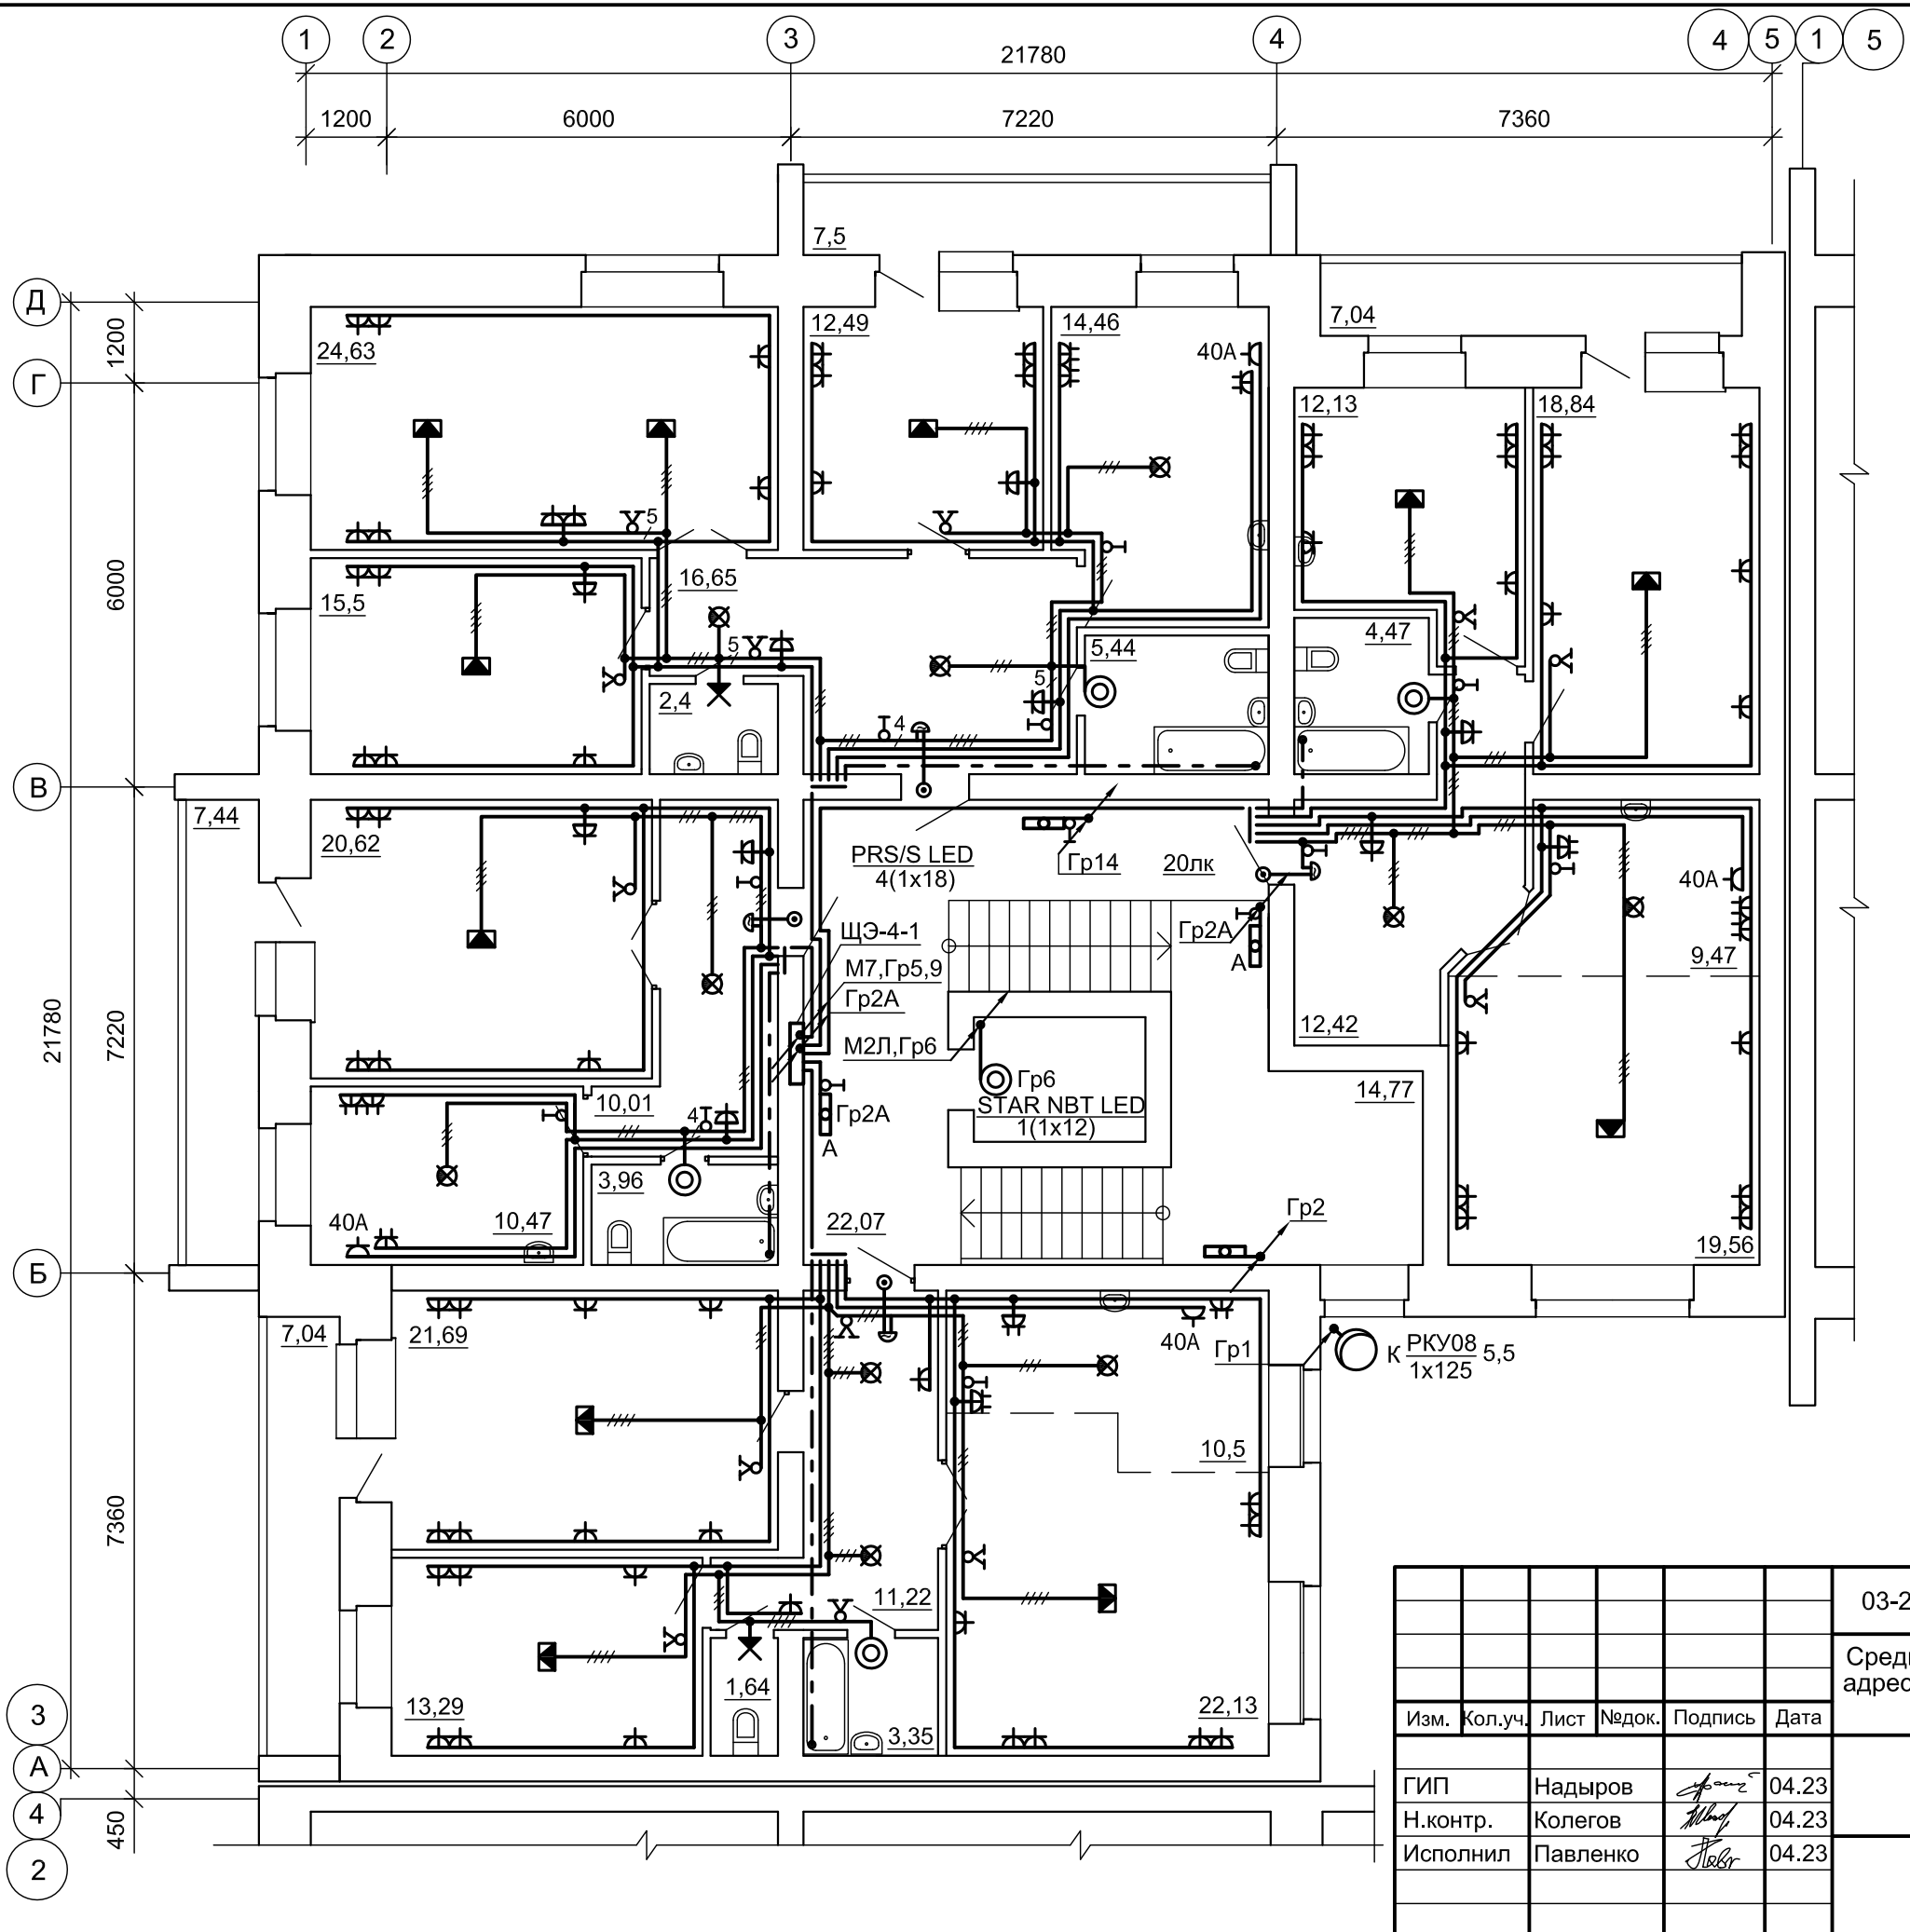 1 2 3 4 4 5 1 5
21780
1200 6000 7220 7360
7,5
Д
12,49 14,46 7,04
24,63 40А
1200
Г
12,13 18,84
5
6000
15,5 16,65
4,47
5 5,44
2,4 5
4
В
7,44
20,62
PRS/S LED Гр14 20лк
4(1х18)
40А
ЩЭ-4-1 Гр2А
М7,Гр5,9 А 9,47
Гр2А
21780 7220
12,42
М2Л,Гр6
Гр6
14,77
10,01 4 STAR NBT LED
Гр2А 1(1х12)
А
3,96
40А 10,47 22,07 Гр2
19,56
Б
7,04 21,69 40А Гр1 К РКУ08 5,5
1х125
10,5
7360
11,22
03-2
Средн
адрес
1,64
13,29 22,13
3
3,35
Изм. Кол.уч. Лист №док. Подпись Дата
А
ГИП Надыров 04.23
4
450
Н.контр. Колегов 04.23
Исполнил Павленко 04.23
2